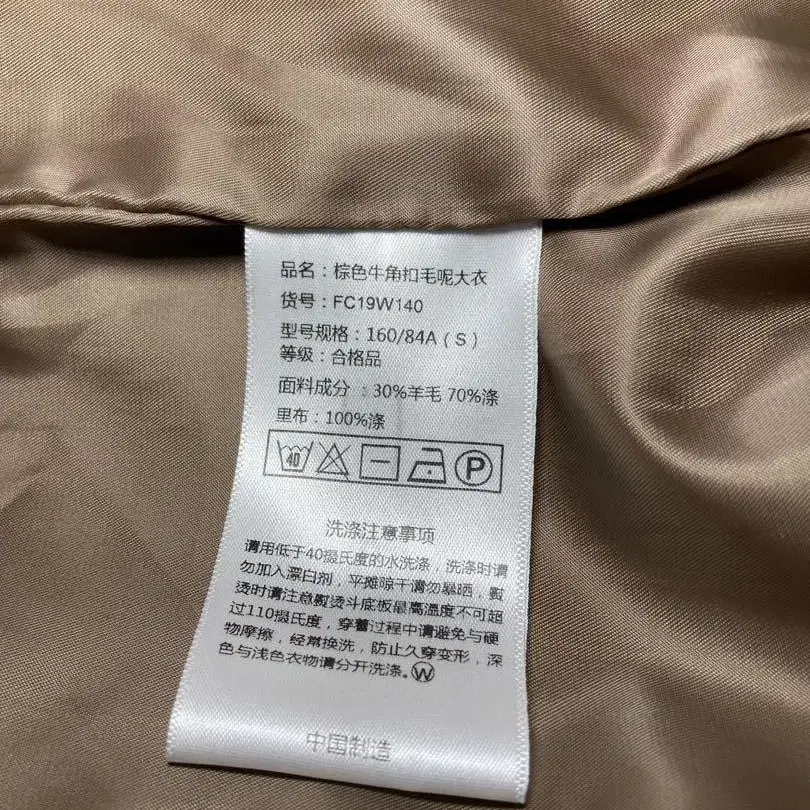 品名：棕色牛角扣毛呢大衣
货号：FC19W140
型号规格：160/84A（S）
等级：合格品
面料成分：30%羊毛 70%涤
里布：100%涤
40 P
洗涤注意事项
请用低于40摄氏度的水洗涤，洗涤时请
勿加入漂白剂，平摊晾干请勿暴晒，熨
烫时请注意熨烫斗底板最高温度不可超
过110摄氏度，穿着过程中请避免与硬
物摩擦，经常换洗，防止久穿变形，深
色与浅色衣物请分开洗涤。W
中国制造